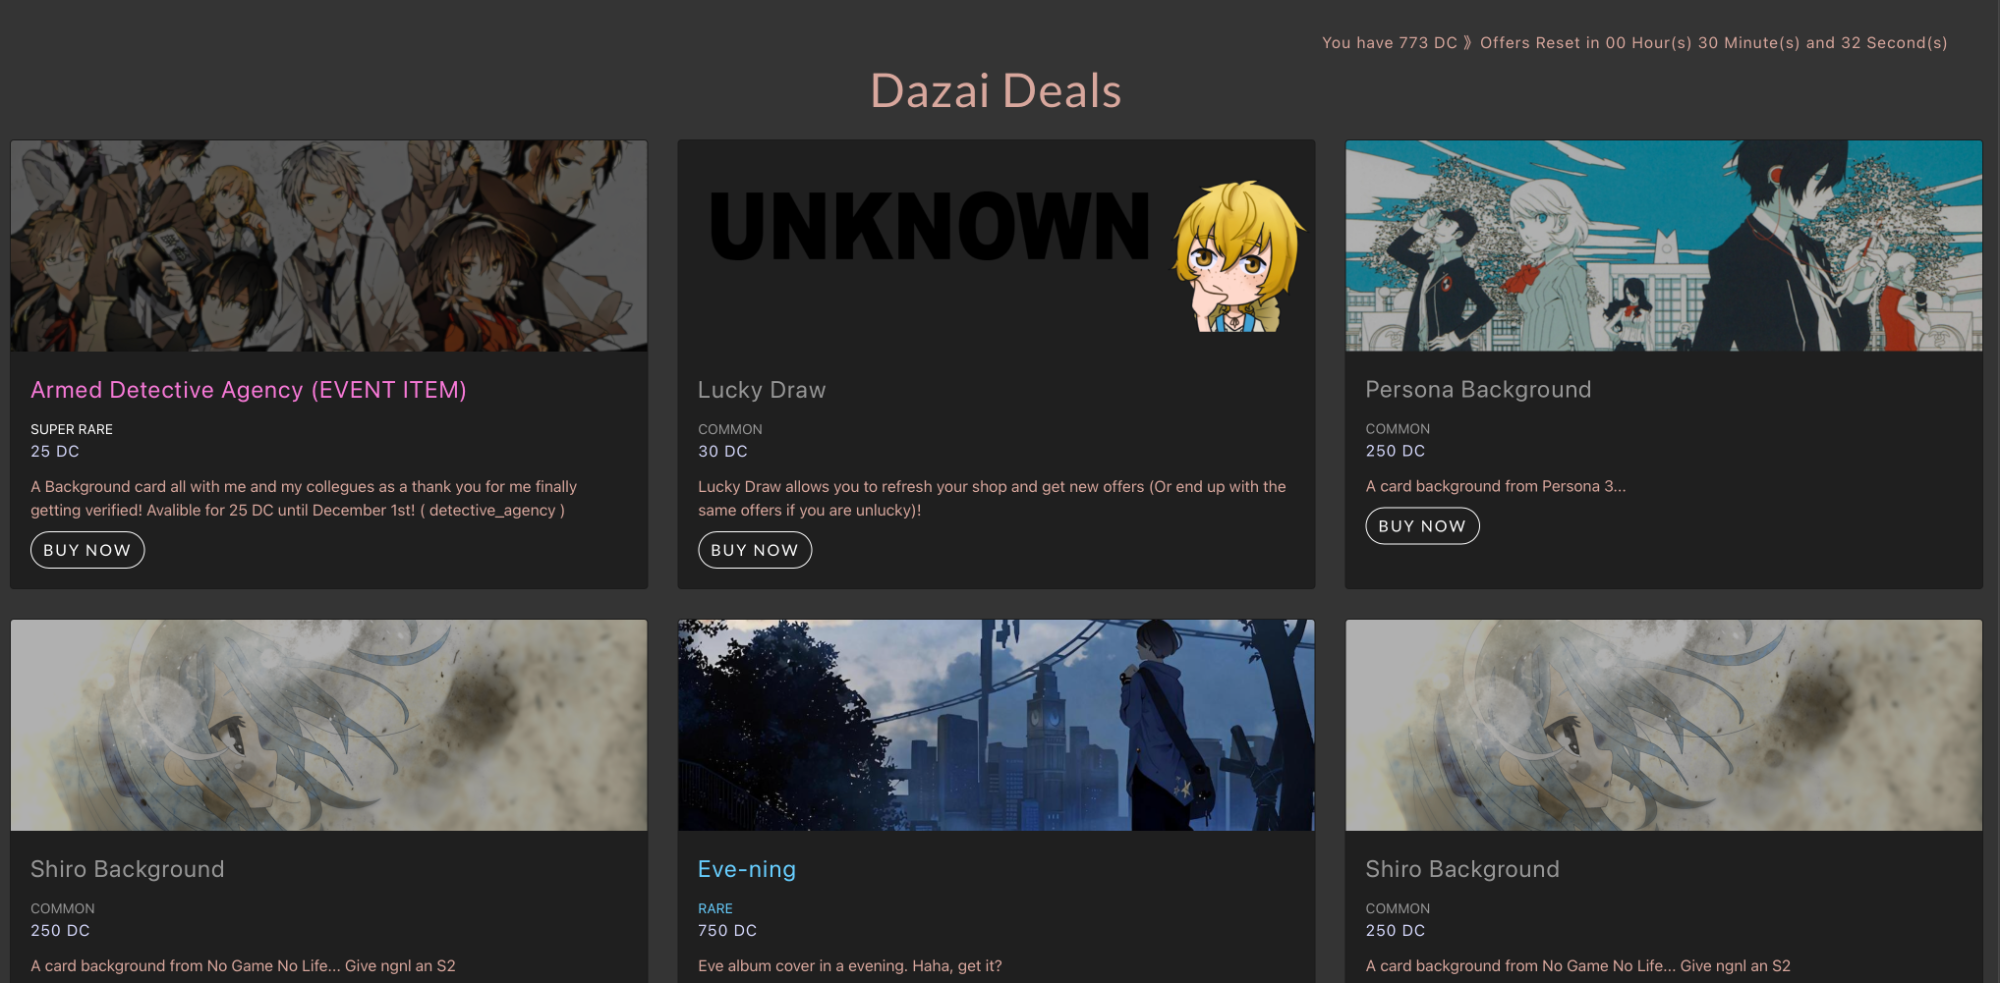 You have 773 DC 》 Offers Reset in 00 Hour(s) 30 Minute(s) and 32 Second(s)
Dazai Deals
UNKNOWN
Armed Detective Agency (EVENT ITEM)
SUPER RARE
25 DC
A Background card all with me and my collegues as a thank you for me finally
getting verified! Avalible for 25 DC until December 1st! ( detective_agency )
BUY NOW
Lucky Draw
COMMON
30 DC
Lucky Draw allows you to refresh your shop and get new offers (Or end up with the
same offers if you are unlucky)!
BUY NOW
Persona Background
COMMON
250 DC
A card background from Persona 3...
BUY NOW
Shiro Background
COMMON
250 DC
A card background from No Game No Life... Give ngnl an S2
Eve-ning
RARE
750 DC
Eve album cover in a evening. Haha, get it?
Shiro Background
COMMON
250 DC
A card background from No Game No Life... Give ngnl an S2